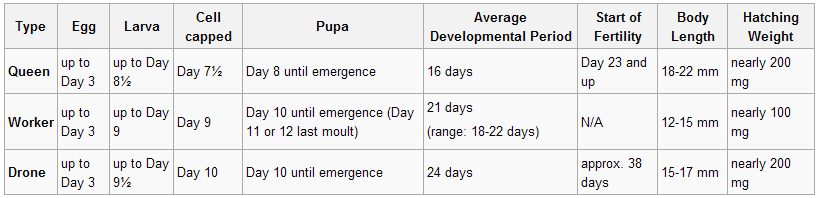 Type Egg Larva Cell capped Pupa Average Developmental Period Start of Fertility Body Length Hatching Weight
Queen up to Day 3 up to Day 8½ Day 7½ Day 8 until emergence 16 days Day 23 and up 18-22 mm nearly 200 mg
Worker up to Day 3 up to Day 9 Day 9 Day 10 until emergence (Day 11 or 12 last moult) 21 days (range: 18-22 days) N/A 12-15 mm nearly 100 mg
Drone up to Day 3 up to Day 9½ Day 10 Day 10 until emergence 24 days approx. 38 days 15-17 mm nearly 200 mg